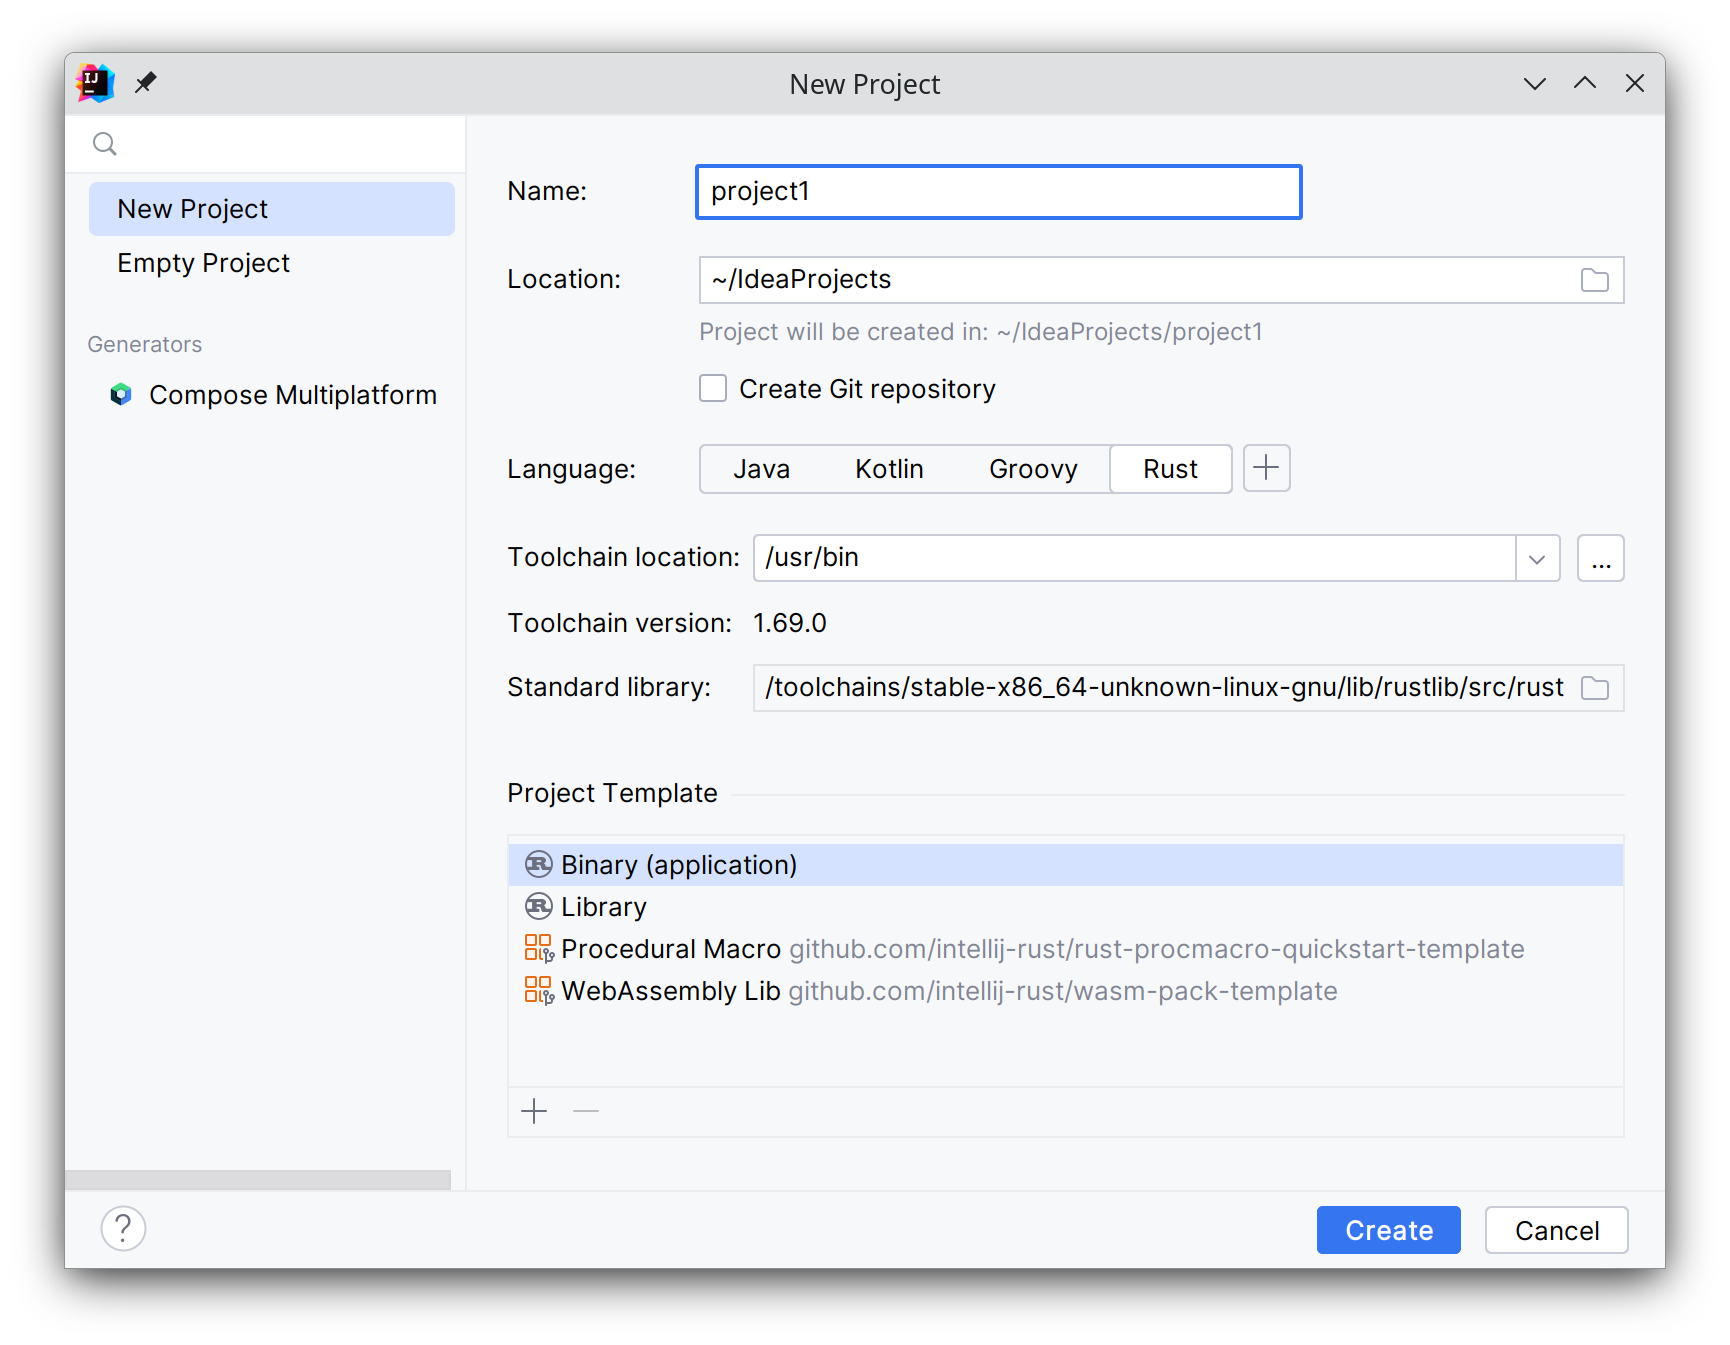 IJ
New Project
New Project
Empty Project
Generators
Compose Multiplatform
Name: project1
Location: ~/IdeaProjects
Project will be created in: ~/IdeaProjects/project1
Create Git repository
Language: Java Kotlin Groovy Rust
Toolchain location: /usr/bin ...
Toolchain version: 1.69.0
Standard library: /toolchains/stable-x86_64-unknown-linux-gnu/lib/rustlib/src/rust
Project Template
R Binary (application)
R Library
Procedural Macro github.com/intellij-rust/rust-procmacro-quickstart-template
WebAssembly Lib github.com/intellij-rust/wasm-pack-template
? Create Cancel